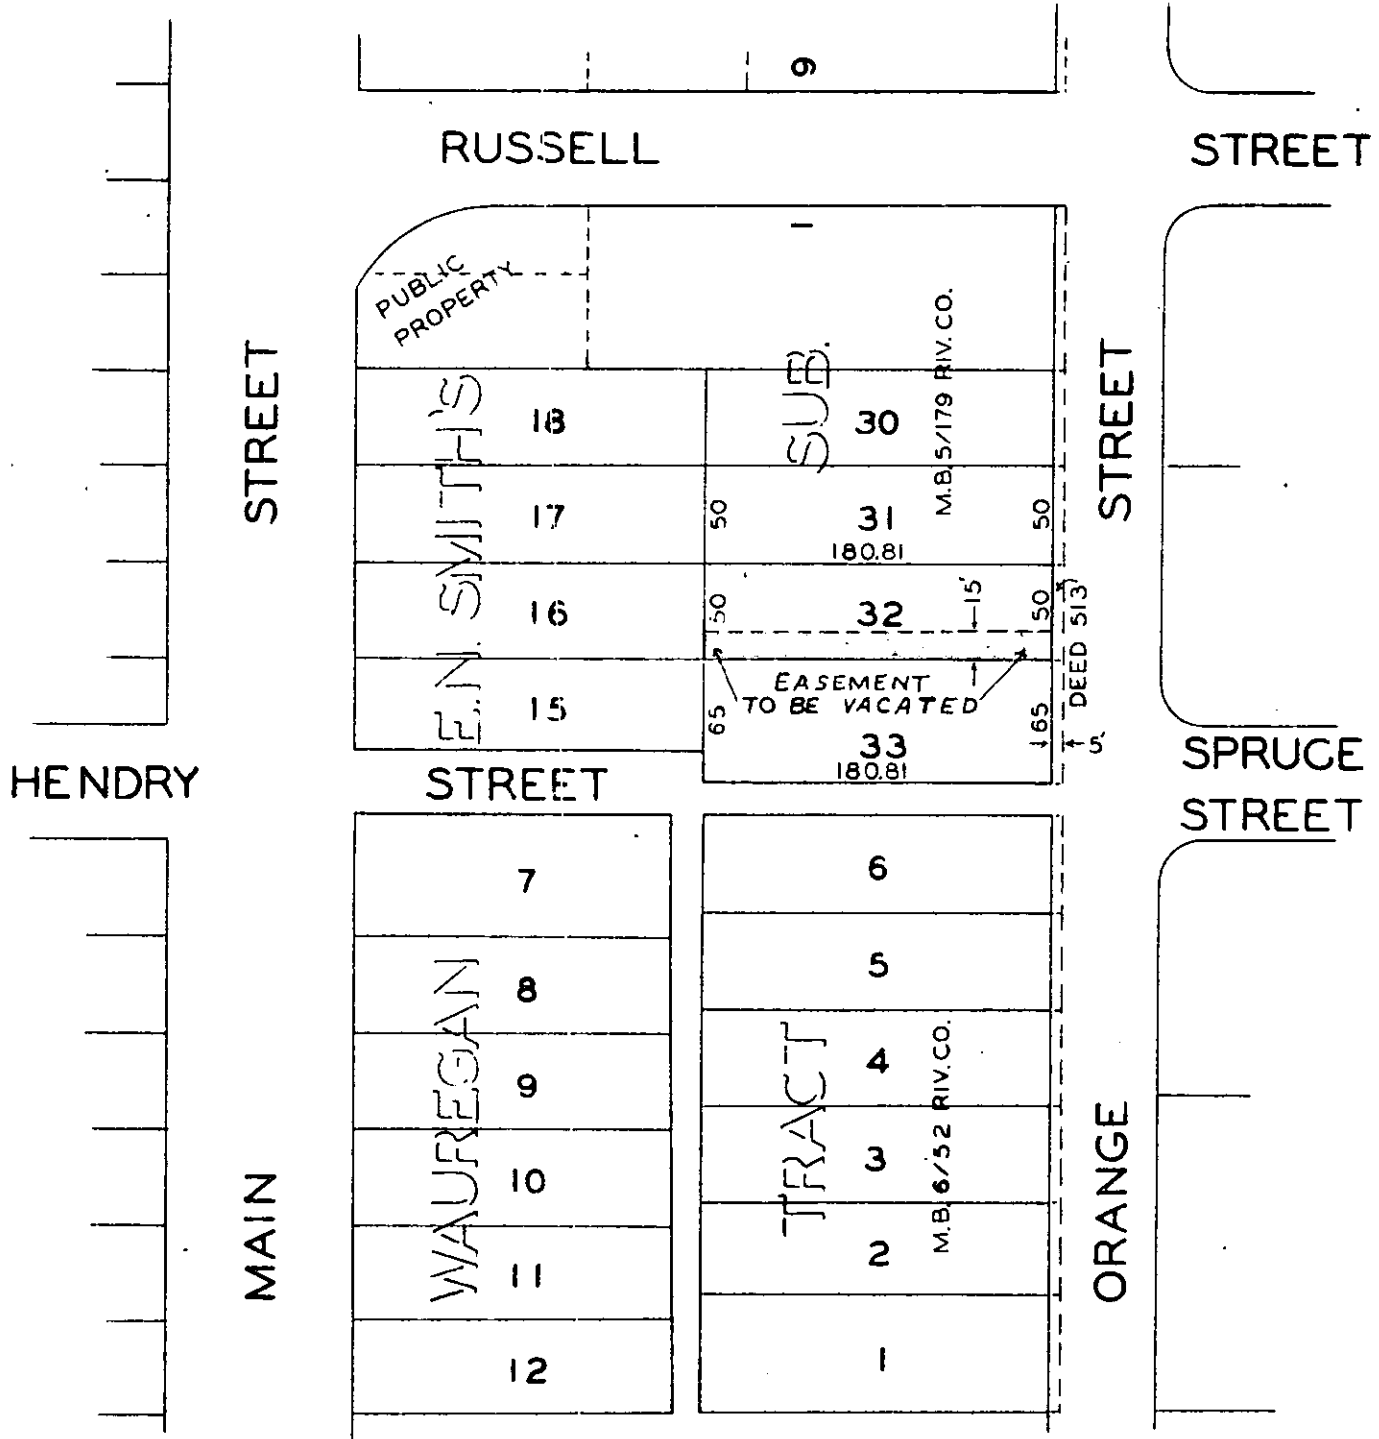 9
RUSSELL
STREET
1
PUBLIC
PROPERTY
STREET
E.N. SMITH'S
SUB.
M.B. 5/179 RIV. CO.
STREET
18
30
17
50
31
50
180.81
16
50
32
15'
50
DEED 513
EASEMENT
TO BE VACATED
15
65
33
65
5'
180.81
HENDRY
STREET
SPRUCE
STREET
7
6
8
5
WAUREGAN
TRACT
M.B. 6/52 RIV. CO.
9
4
10
3
MAIN
ORANGE
11
2
12
1